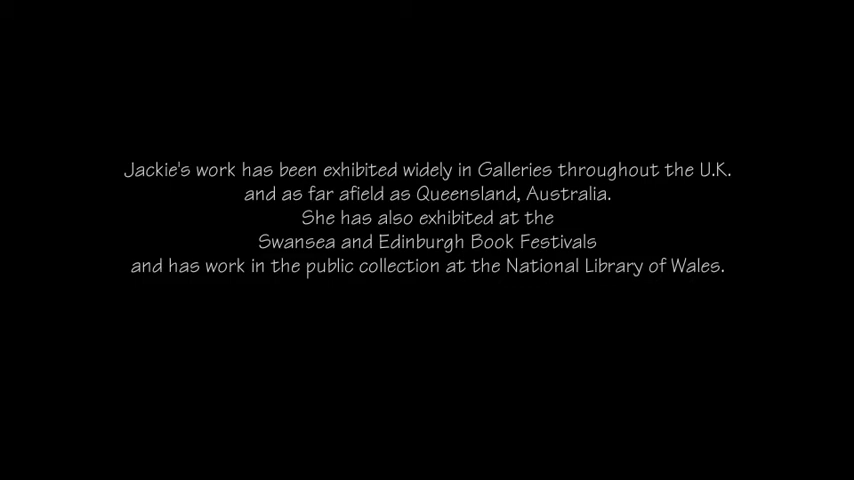 Jackie's work has been exhibited widely in Galleries throughout the U.K.
and as far afield as Queensland, Australia.
She has also exhibited at the
Swansea and Edinburgh Book Festivals
and has work in the public collection at the National Library of Wales.